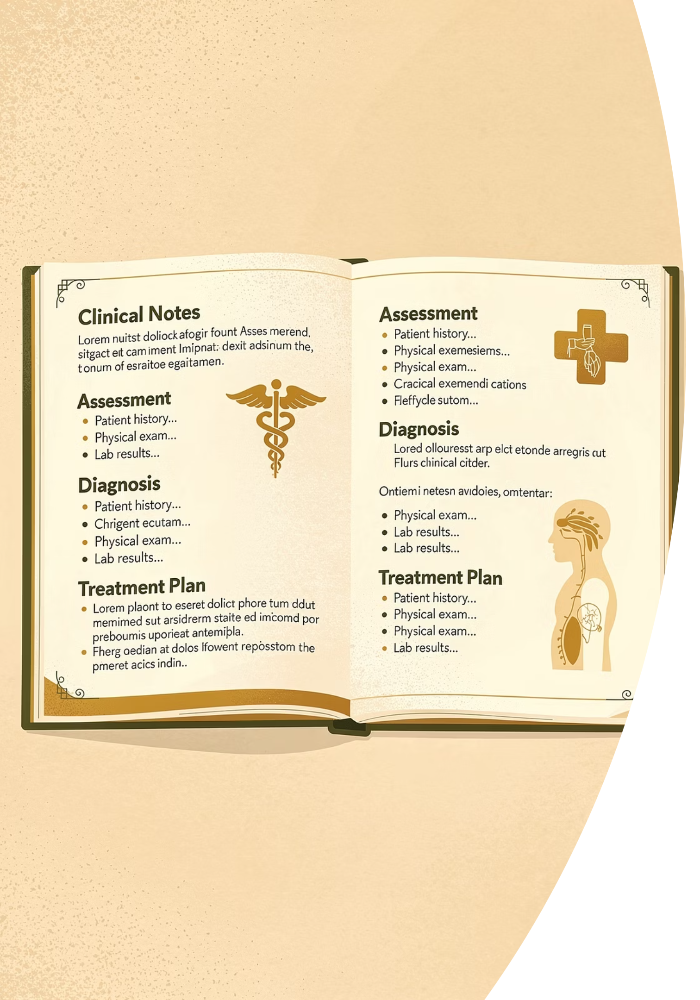 Clinical Notes
Lorem nuitst doliock afogir fount Asses merend,
sitgact eit cam iment Imipnat: dexit adsinum the,
tonum of esraitoe egaitamen.
Assessment
• Patient history...
• Physical exam...
• Lab results...
Diagnosis
• Patient history...
• Chrigent ecutam...
• Physical exam...
• Lab results...
Treatment Plan
• Lorem plaont to eseret dolict phore tum ddut
memimed sut arsidrerm staite ed imcomd por
preboumis uporieat antemipla.
• Fherg oedian at dolos lfowent reposstom the
pmeret acics indin..
Assessment
• Patient history...
• Physical exemesiems...
• Physical exam...
• Cracical exemendi cations
• Fleffycle sutom...
Diagnosis
Lored ollouresst arp elct etonde arregris cut
Flurs chinical citder.
Ontiemi netesn avidoies, omtentar:
• Physical exam...
• Lab results...
• Lab results...
Treatment Plan
• Patient history...
• Physical exam...
• Physical exam...
• Lab results...